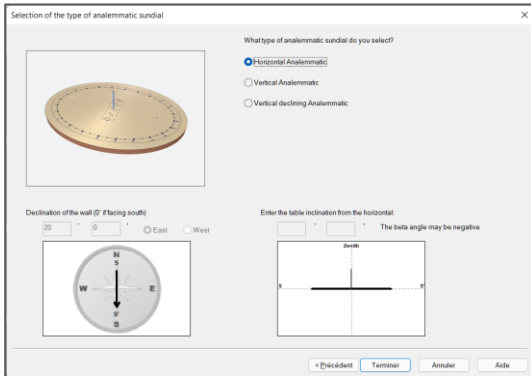 Selection of the type of analemmatic sundial
What type of analemmatic sundial do you select?
Horizontal Analemmatic
Vertical Analemmatic
Vertical declining Analemmatic
Declination of the wall (0° if facing south)
20 ° 0 ' East West
Enter the table inclination from the horizontal:
° ' The beta angle may be negative
N
S
W E
S'
S
Zenith
S S'
< Précédent Terminer Annuler Aide